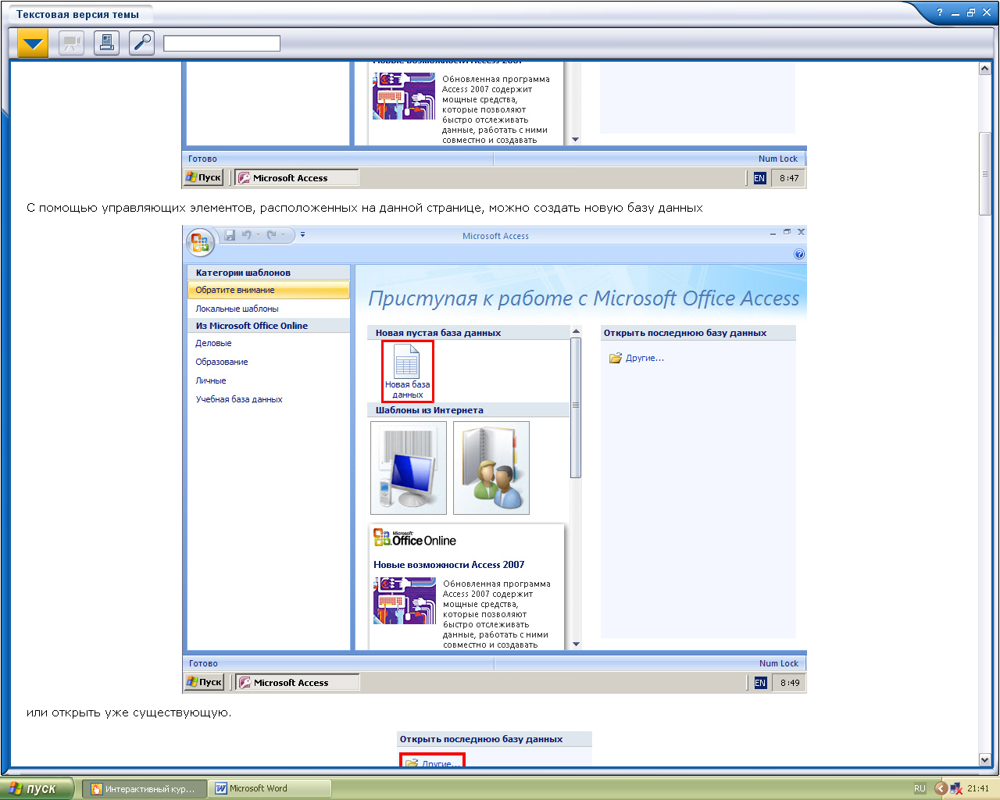 Текстовая версия темы
Новые возможности Access 2007
Обновленная программа
Access 2007 содержит
мощные средства,
которые позволяют
быстро отслеживать
данные, работать с ними
совместно и создавать
Готово
Num Lock
Пуск
Microsoft Access
EN
8:47
С помощью управляющих элементов, расположенных на данной странице, можно создать новую базу данных
Microsoft Access
Категории шаблонов
Обратите внимание
Локальные шаблоны
Из Microsoft Office Online
Деловые
Образование
Личные
Учебная база данных
Приступая к работе с Microsoft Office Access
Новая пустая база данных
Новая база
данных
Шаблоны из Интернета
Microsoft
Office Online
Новые возможности Access 2007
Обновленная программа
Access 2007 содержит
мощные средства,
которые позволяют
быстро отслеживать
данные, работать с ними
совместно и создавать
Открыть последнюю базу данных
Другие...
Готово
Num Lock
Пуск
Microsoft Access
EN
8:49
или открыть уже существующую.
Открыть последнюю базу данных
Другие...
пуск
Интерактивный кур...
Microsoft Word
RU
21:41